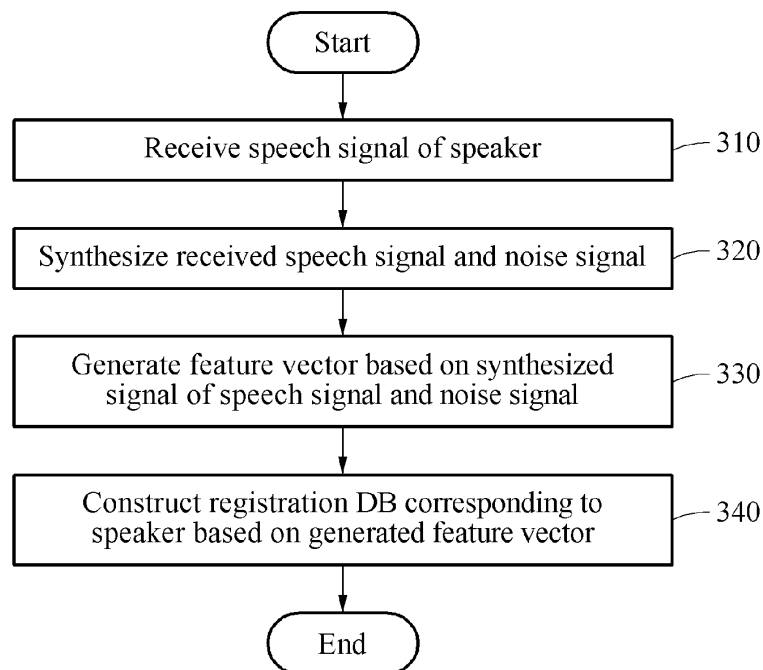 Start
Receive speech signal of speaker
310
Synthesize received speech signal and noise signal
320
Generate feature vector based on synthesized
signal of speech signal and noise signal
330
Construct registration DB corresponding to
speaker based on generated feature vector
340
End